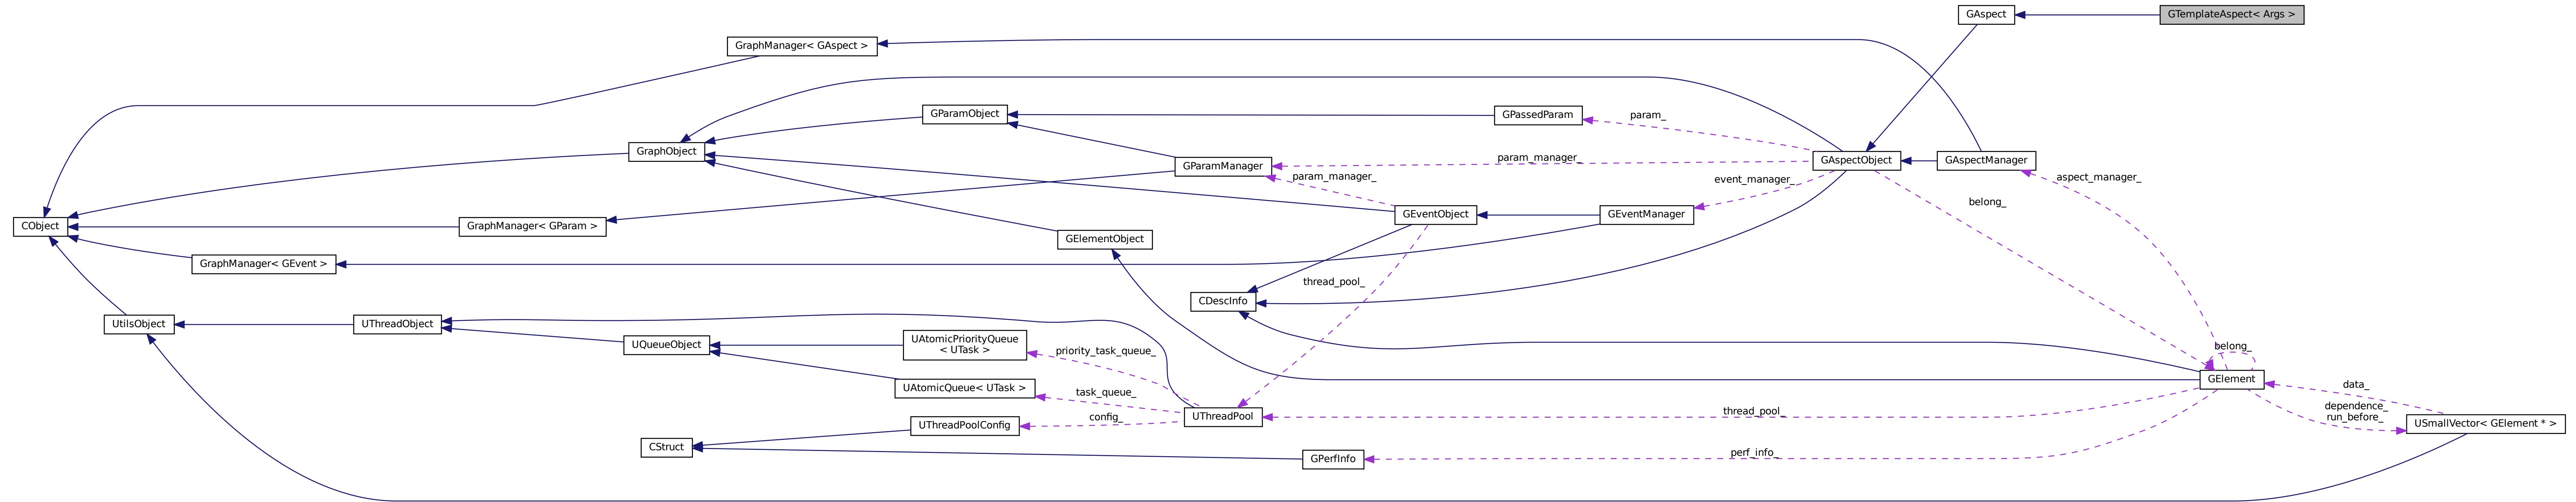 GAspect
GTemplateAspect< Args >
GraphManager< GAspect >
GParamObject
GPassedParam
param_
GraphObject
GParamManager
param_manager_
GAspectObject
GAspectManager
param_manager_
event_manager_
aspect_manager_
belong_
CObject
GraphManager< GParam >
GEventObject
GEventManager
GElementObject
GraphManager< GEvent >
thread_pool_
CDescInfo
UtilsObject
UThreadObject
UQueueObject
UAtomicPriorityQueue
< UTask >
priority_task_queue_
belong_
GElement
UAtomicQueue< UTask >
task_queue_
data_
config_
UThreadPool
thread_pool_
dependence_
run_before_
UThreadPoolConfig
USmallVector< GElement * >
CStruct
GPerfInfo
perf_info_